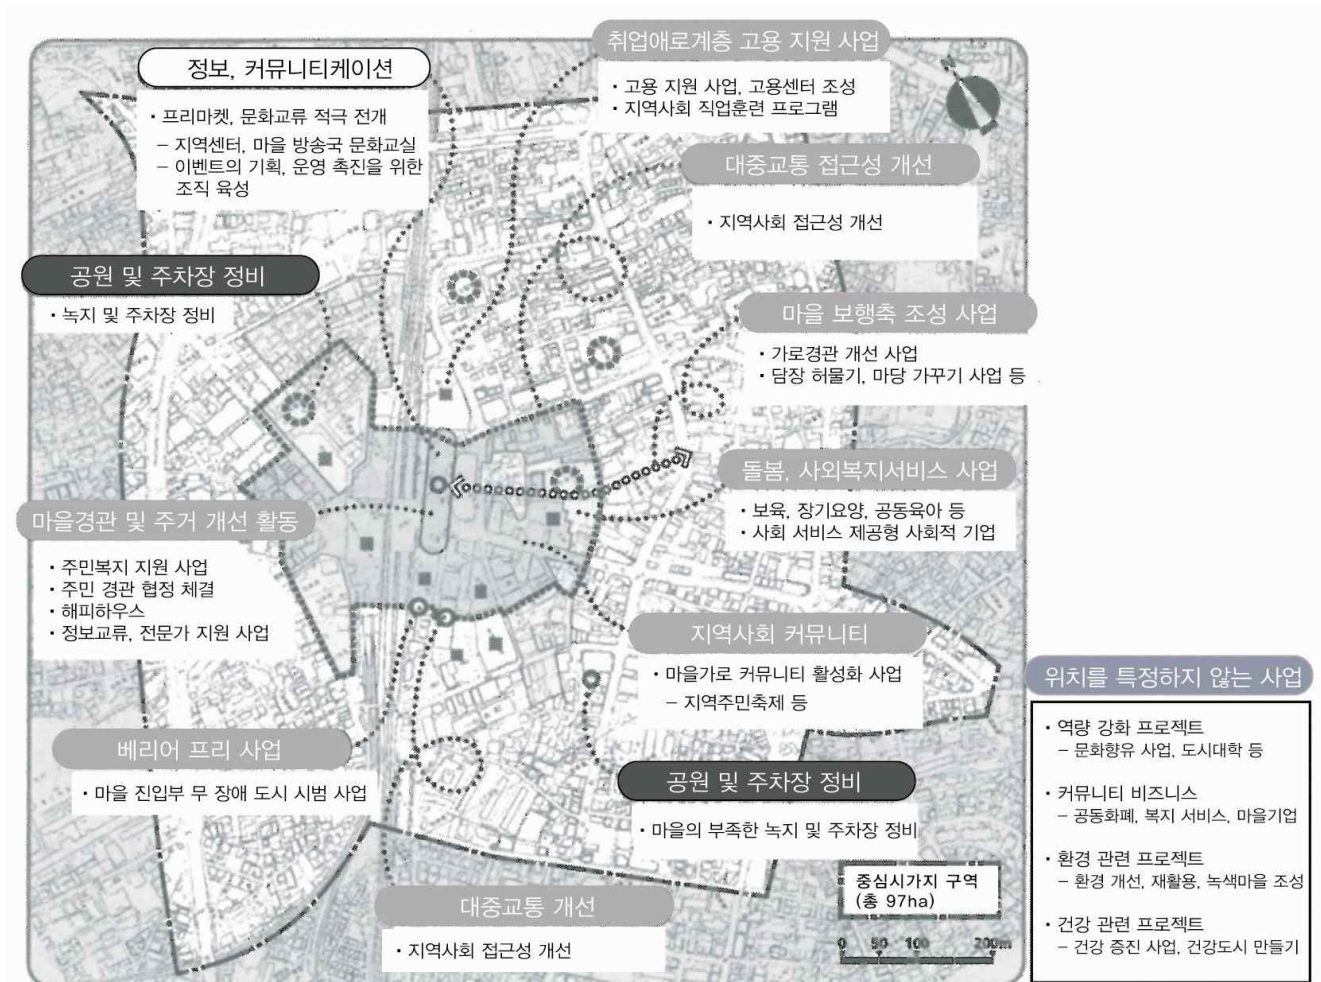 취업애로계층 고용 지원 사업
• 고용 지원 사업, 고용센터 조성
• 지역사회 직업훈련 프로그램
정보, 커뮤니티케이션
• 프리마켓, 문화교류 적극 전개
– 지역센터, 마을 방송국 문화교실
– 이벤트의 기획, 운영 촉진을 위한
조직 육성
N
대중교통 접근성 개선
• 지역사회 접근성 개선
공원 및 주차장 정비
• 녹지 및 주차장 정비
마을 보행축 조성 사업
• 가로경관 개선 사업
• 담장 허물기, 마당 가꾸기 사업 등
돌봄, 사외복지서비스 사업
• 보육, 장기요양, 공동육아 등
• 사회 서비스 제공형 사회적 기업
마을경관 및 주거 개선 활동
• 주민복지 지원 사업
• 주민 경관 협정 체결
• 해피하우스
• 정보교류, 전문가 지원 사업
지역사회 커뮤니티
• 마을가로 커뮤니티 활성화 사업
– 지역주민축제 등
베리어 프리 사업
• 마을 진입부 무 장애 도시 시범 사업
공원 및 주차장 정비
• 마을의 부족한 녹지 및 주차장 정비
대중교통 개선
• 지역사회 접근성 개선
중심시가지 구역
(총 97ha)
0 50 100 200m
위치를 특정하지 않는 사업
• 역량 강화 프로젝트
– 문화향유 사업, 도시대학 등
• 커뮤니티 비즈니스
– 공동화폐, 복지 서비스, 마을기업
• 환경 관련 프로젝트
– 환경 개선, 재활용, 녹색마을 조성
• 건강 관련 프로젝트
– 건강 증진 사업, 건강도시 만들기